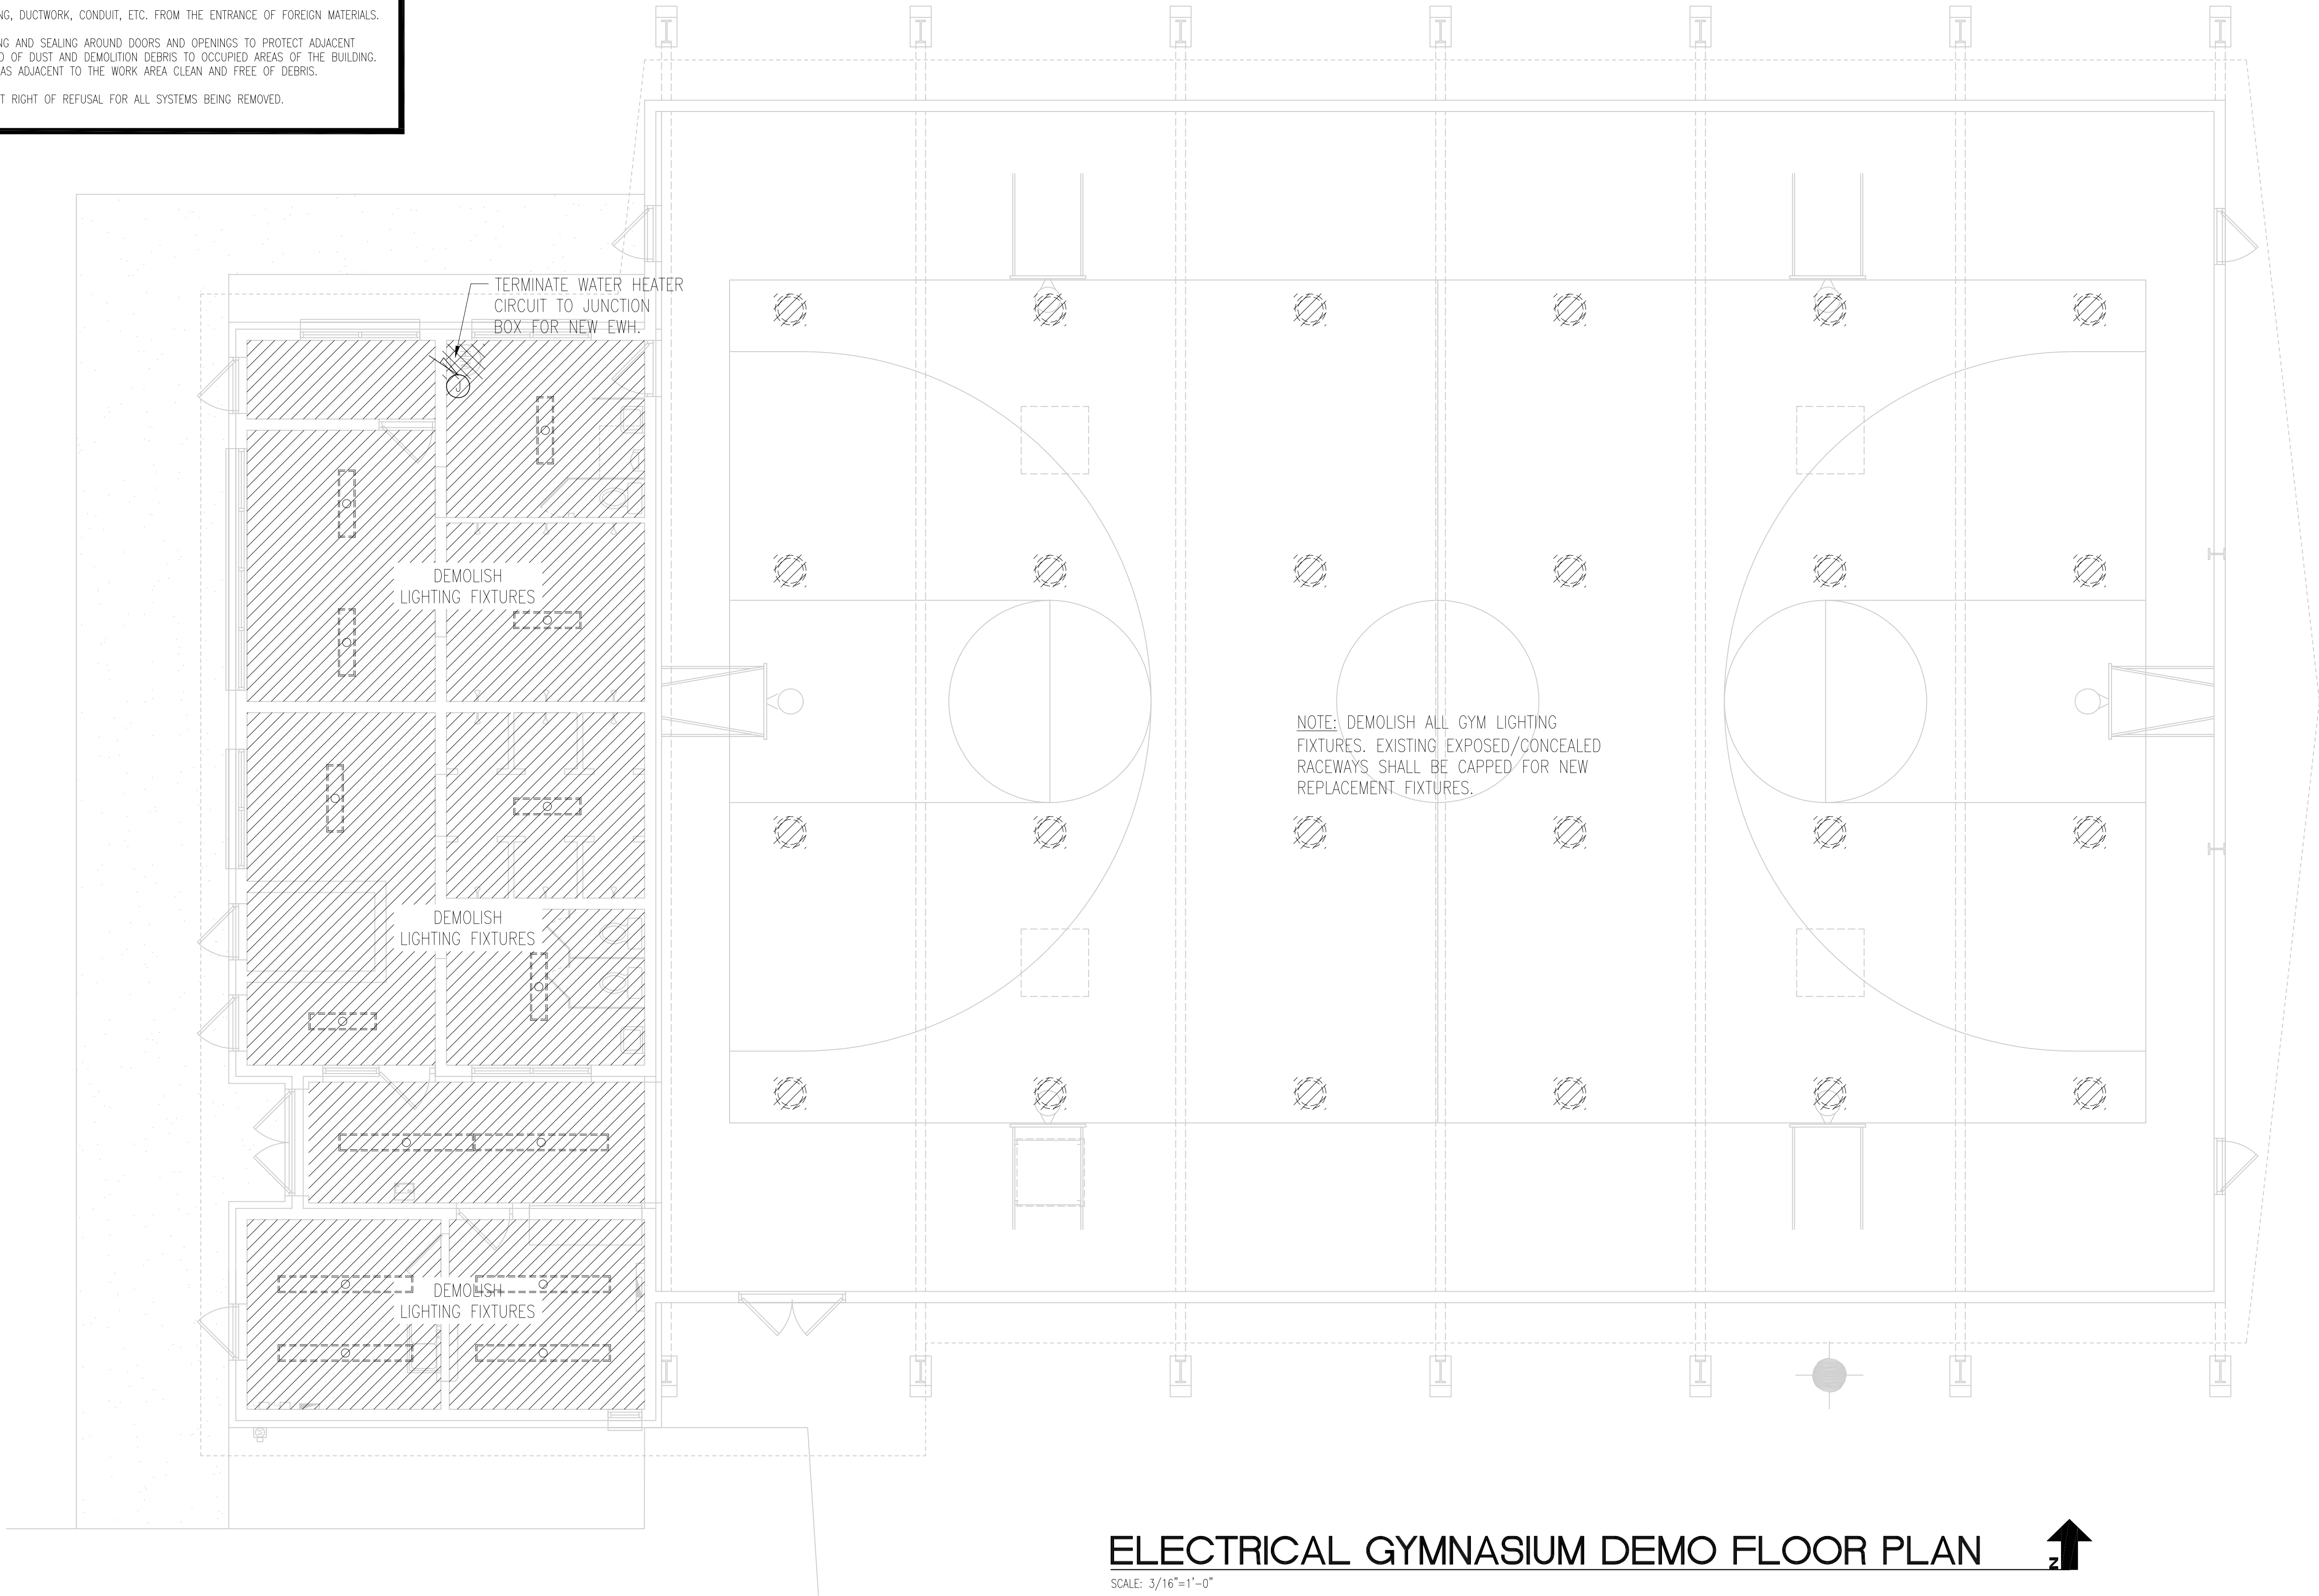 DUCTWORK, CONDUIT, ETC. FROM THE ENTRANCE OF FOREIGN MATERIALS.
AND SEALING AROUND DOORS AND OPENINGS TO PROTECT ADJACENT
OF DUST AND DEMOLITION DEBRIS TO OCCUPIED AREAS OF THE BUILDING.
ADJACENT TO THE WORK AREA CLEAN AND FREE OF DEBRIS.
RIGHT OF REFUSAL FOR ALL SYSTEMS BEING REMOVED.
TERMINATE WATER HEATER
CIRCUIT TO JUNCTION
BOX FOR NEW EWH.
J
DEMOLISH
LIGHTING FIXTURES
NOTE: DEMOLISH ALL GYM LIGHTING
FIXTURES. EXISTING EXPOSED/CONCEALED
RACEWAYS SHALL BE CAPPED FOR NEW
REPLACEMENT FIXTURES.
DEMOLISH
LIGHTING FIXTURES
DEMOLISH
LIGHTING FIXTURES
ELECTRICAL GYMNASIUM DEMO FLOOR PLAN
Z
SCALE: 3/16"=1'-0"